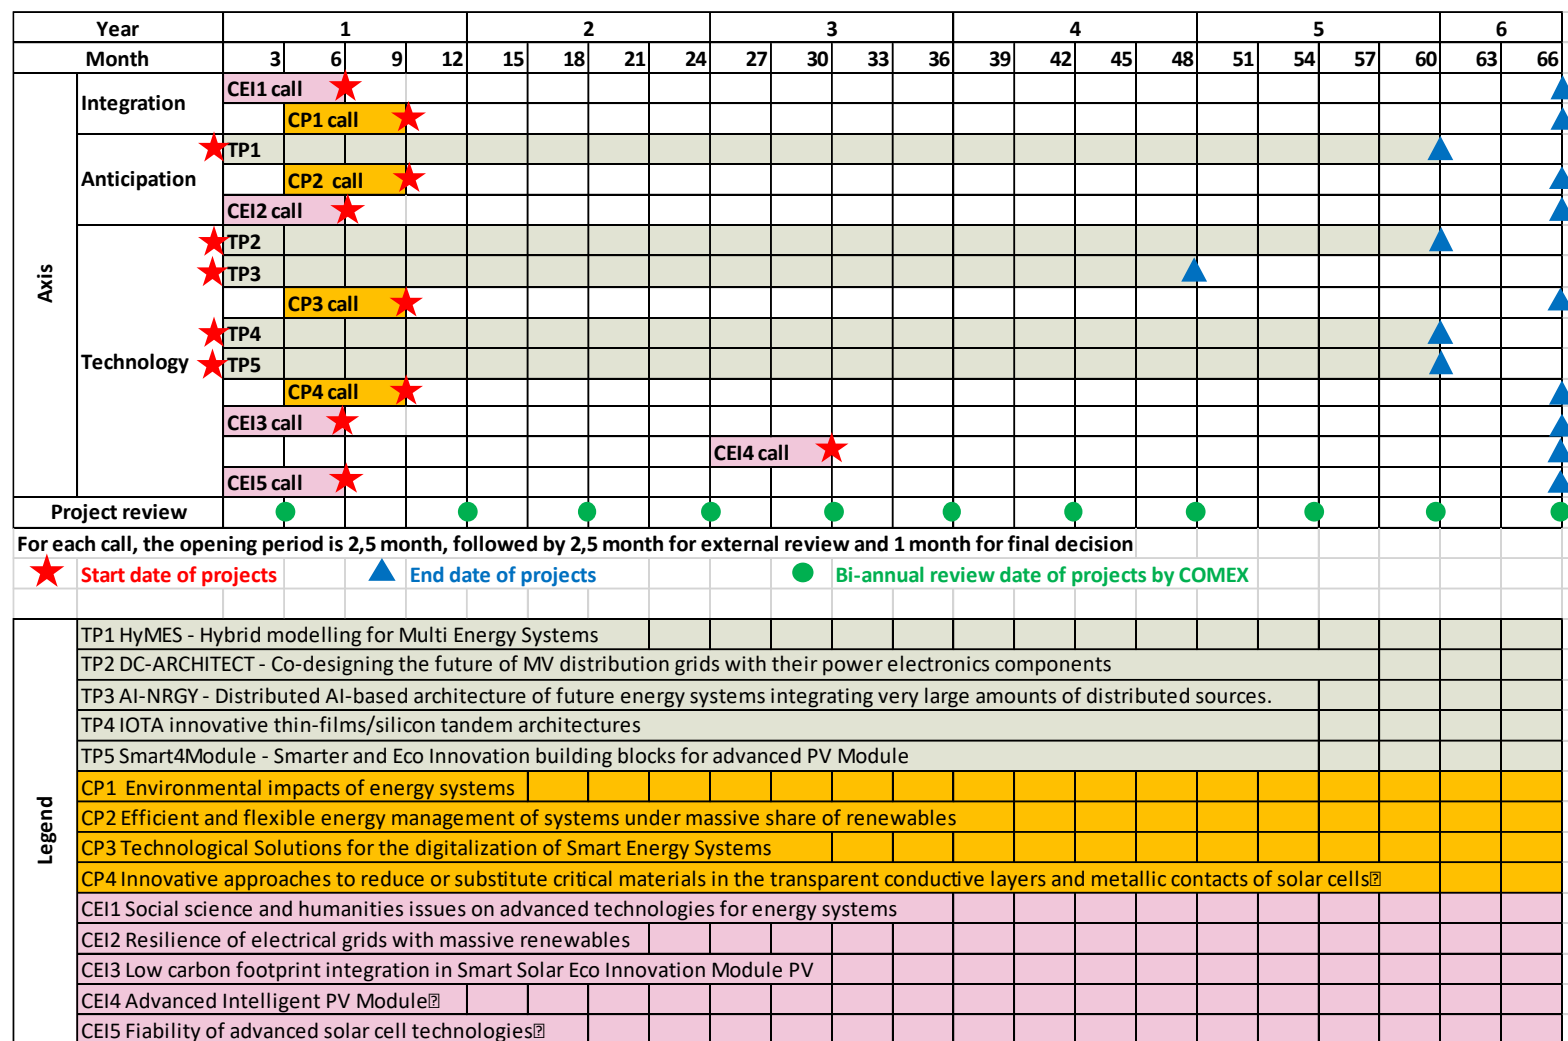 Year 1 2 3 4 5 6
Month 3 6 9 12 15 18 21 24 27 30 33 36 39 42 45 48 51 54 57 60 63 66
Axis
Integration
CEI1 call
CP1 call
Anticipation
TP1
CP2 call
CEI2 call
Technology
TP2
TP3
CP3 call
TP4
TP5
CP4 call
CEI3 call
CEI4 call
CEI5 call
Project review
For each call, the opening period is 2,5 month, followed by 2,5 month for external review and 1 month for final decision
Start date of projects End date of projects Bi-annual review date of projects by COMEX
Legend
TP1 HyMES - Hybrid modelling for Multi Energy Systems
TP2 DC-ARCHITECT - Co-designing the future of MV distribution grids with their power electronics components
TP3 AI-NRGY - Distributed AI-based architecture of future energy systems integrating very large amounts of distributed sources.
TP4 IOTA innovative thin-films/silicon tandem architectures
TP5 Smart4Module - Smarter and Eco Innovation building blocks for advanced PV Module
CP1 Environmental impacts of energy systems
CP2 Efficient and flexible energy management of systems under massive share of renewables
CP3 Technological Solutions for the digitalization of Smart Energy Systems
CP4 Innovative approaches to reduce or substitute critical materials in the transparent conductive layers and metallic contacts of solar cells
CEI1 Social science and humanities issues on advanced technologies for energy systems
CEI2 Resilience of electrical grids with massive renewables
CEI3 Low carbon footprint integration in Smart Solar Eco Innovation Module PV
CEI4 Advanced Intelligent PV Module
CEI5 Fiability of advanced solar cell technologies